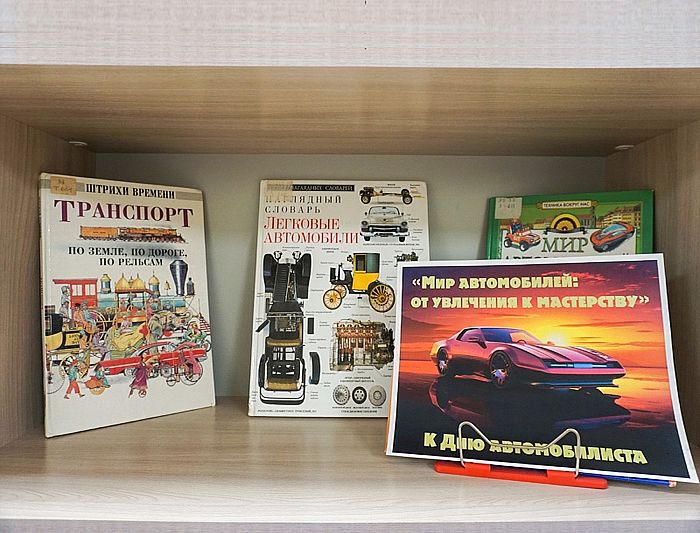 ШТРИХИ ВРЕМЕНИ
ТРАНСПОРТ
ПО ЗЕМЛЕ, ПО ДОРОГЕ,
ПО РЕЛЬСАМ
НАГЛЯДНЫЙ
СЛОВАРЬ
ЛЕГКОВЫЕ
АВТОМОБИЛИ
ТЕХНИКА ВОКРУГ НАС
МИР
«Мир автомобилей:
от увлечения к мастерству»
к Дню автомобилиста